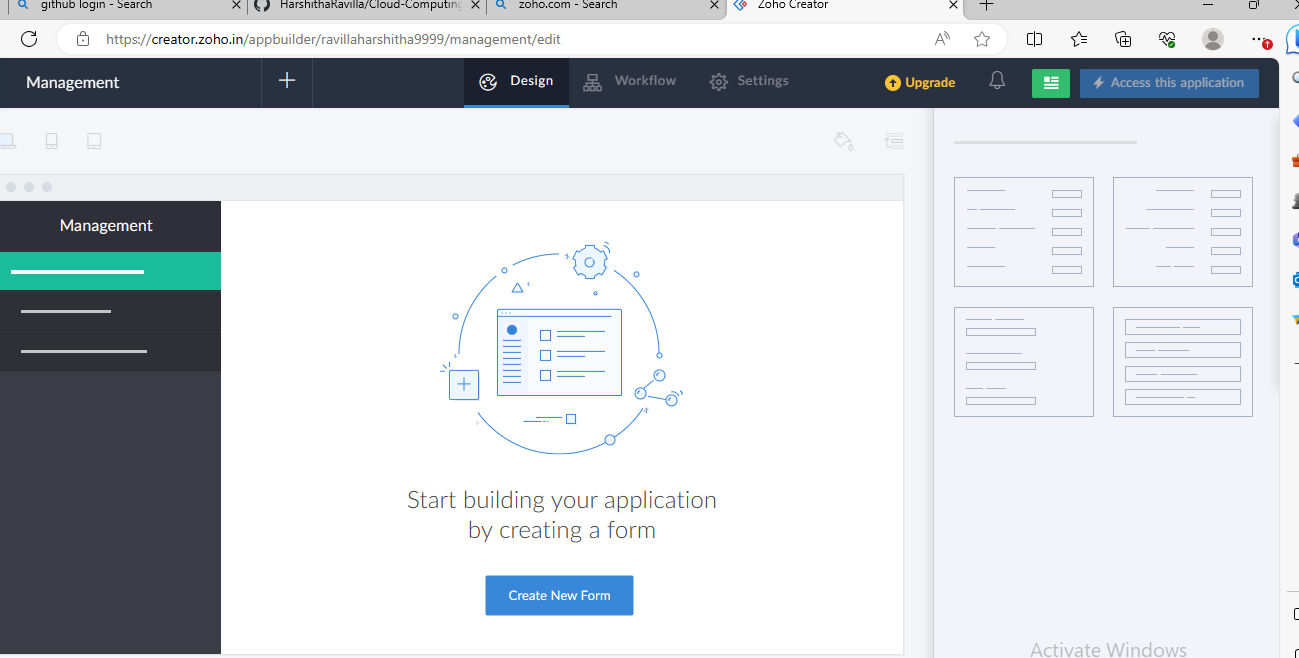 github login - Search
HarshithaRavilla/Cloud-Computing
zoho.com - Search
Zoho Creator
https://creator.zoho.in/appbuilder/ravillaharshitha9999/management/edit
Management
Design
Workflow
Settings
Upgrade
Access this application
Management
Start building your application
by creating a form
Create New Form
Activate Windows